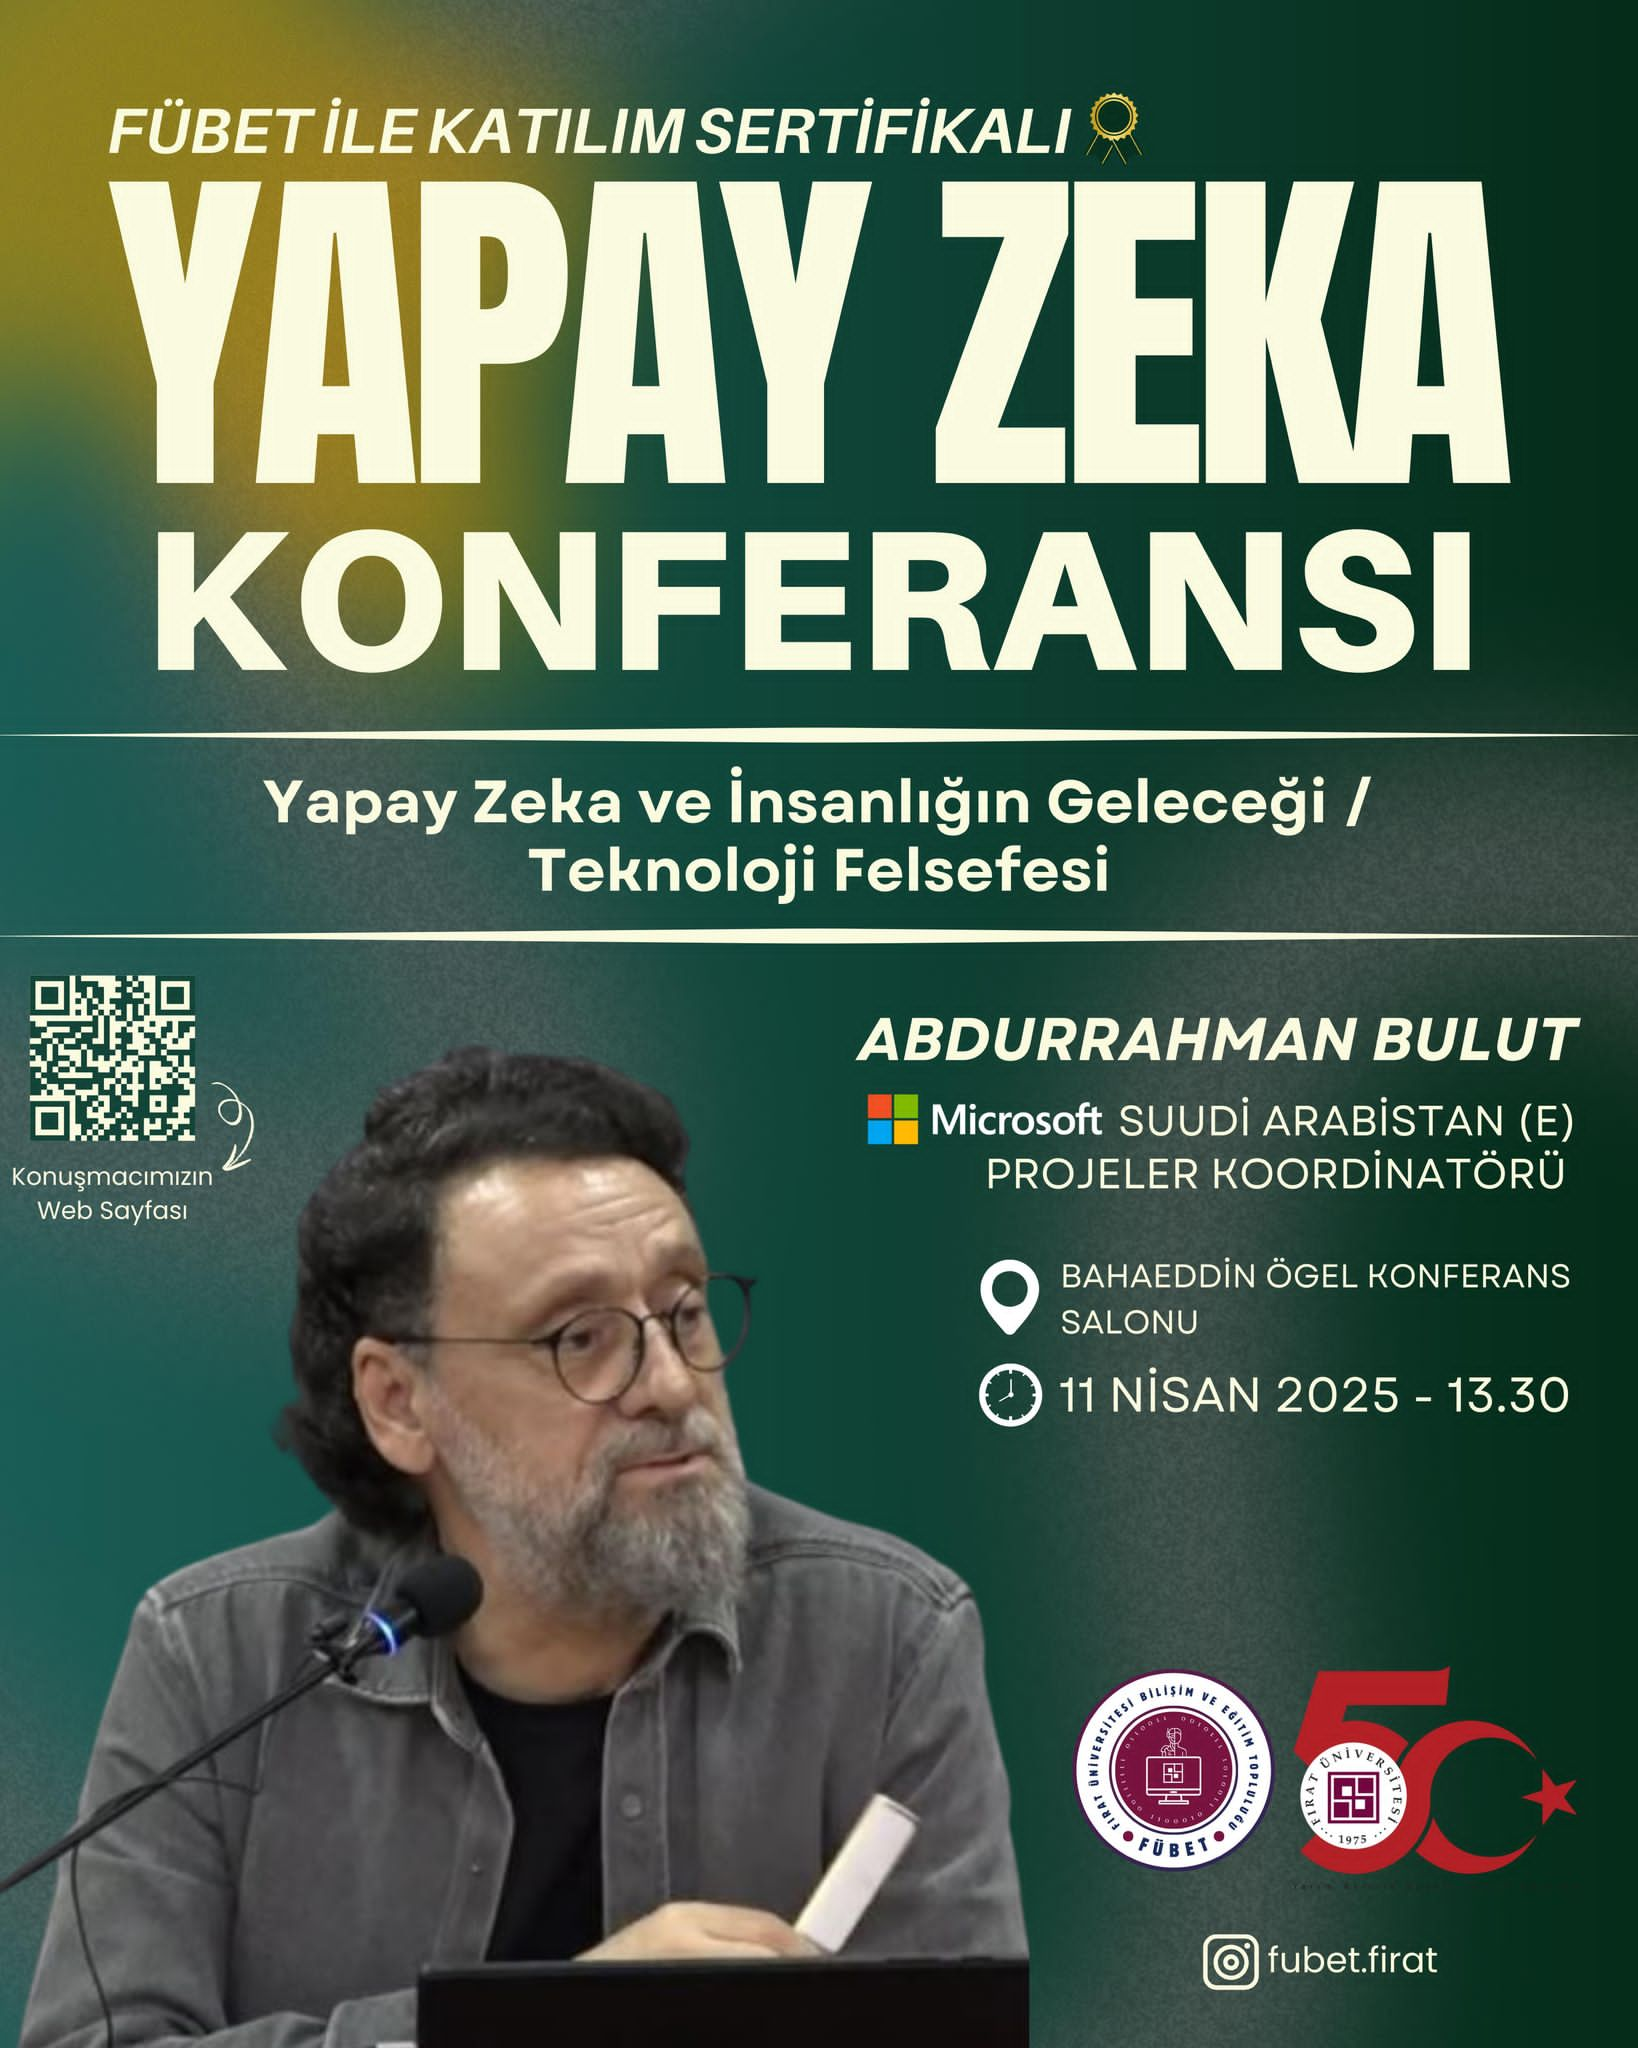 FÜBET İLE KATILIM SERTİFİKALI
YAPAY ZEKA
KONFERANSI
Yapay Zeka ve İnsanlığın Geleceği /
Teknoloji Felsefesi
Konuşmacımızın
Web Sayfası
ABDURRAHMAN BULUT
Microsoft SUUDİ ARABİSTAN (E)
PROJELER KOORDİNATÖRÜ
BAHAEDDİN ÖGEL KONFERANS
SALONU
11 NİSAN 2025 - 13.30
FIRAT ÜNİVERSİTESİ BİLİŞİM VE EĞİTİM TOPLULUĞU
FÜBET
50
FIRAT ÜNİVERSİTESİ
1975
fubet.firat